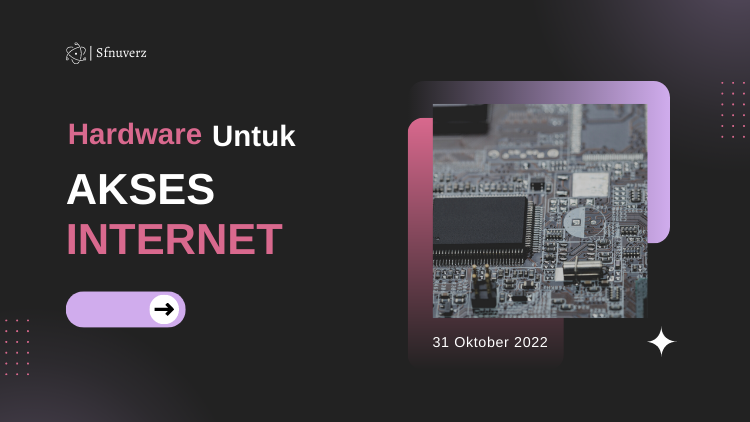 | Sfnuverz
Hardware Untuk
AKSES
INTERNET
31 Oktober 2022